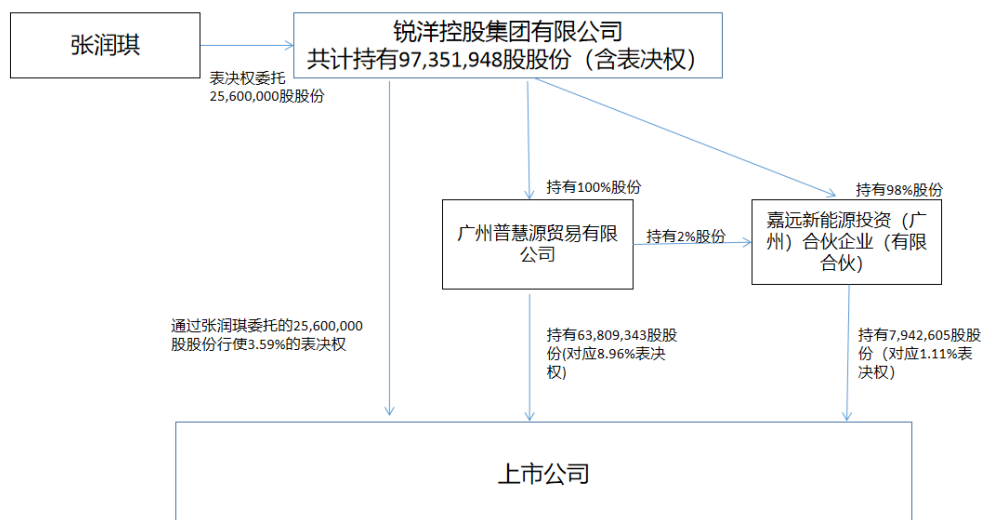 张润琪
锐洋控股集团有限公司
共计持有97,351,948股股份（含表决权）
表决权委托
25,600,000股股份
持有100%股份
持有98%股份
广州普慧源贸易有限
公司
持有2%股份
嘉远新能源投资（广
州）合伙企业（有限
合伙）
通过张润琪委托的25,600,000
股股份行使3.59%的表决权
持有63,809,343股股
份(对应8.96%表决
权)
持有7,942,605股股
份（对应1.11%表
决权）
上市公司